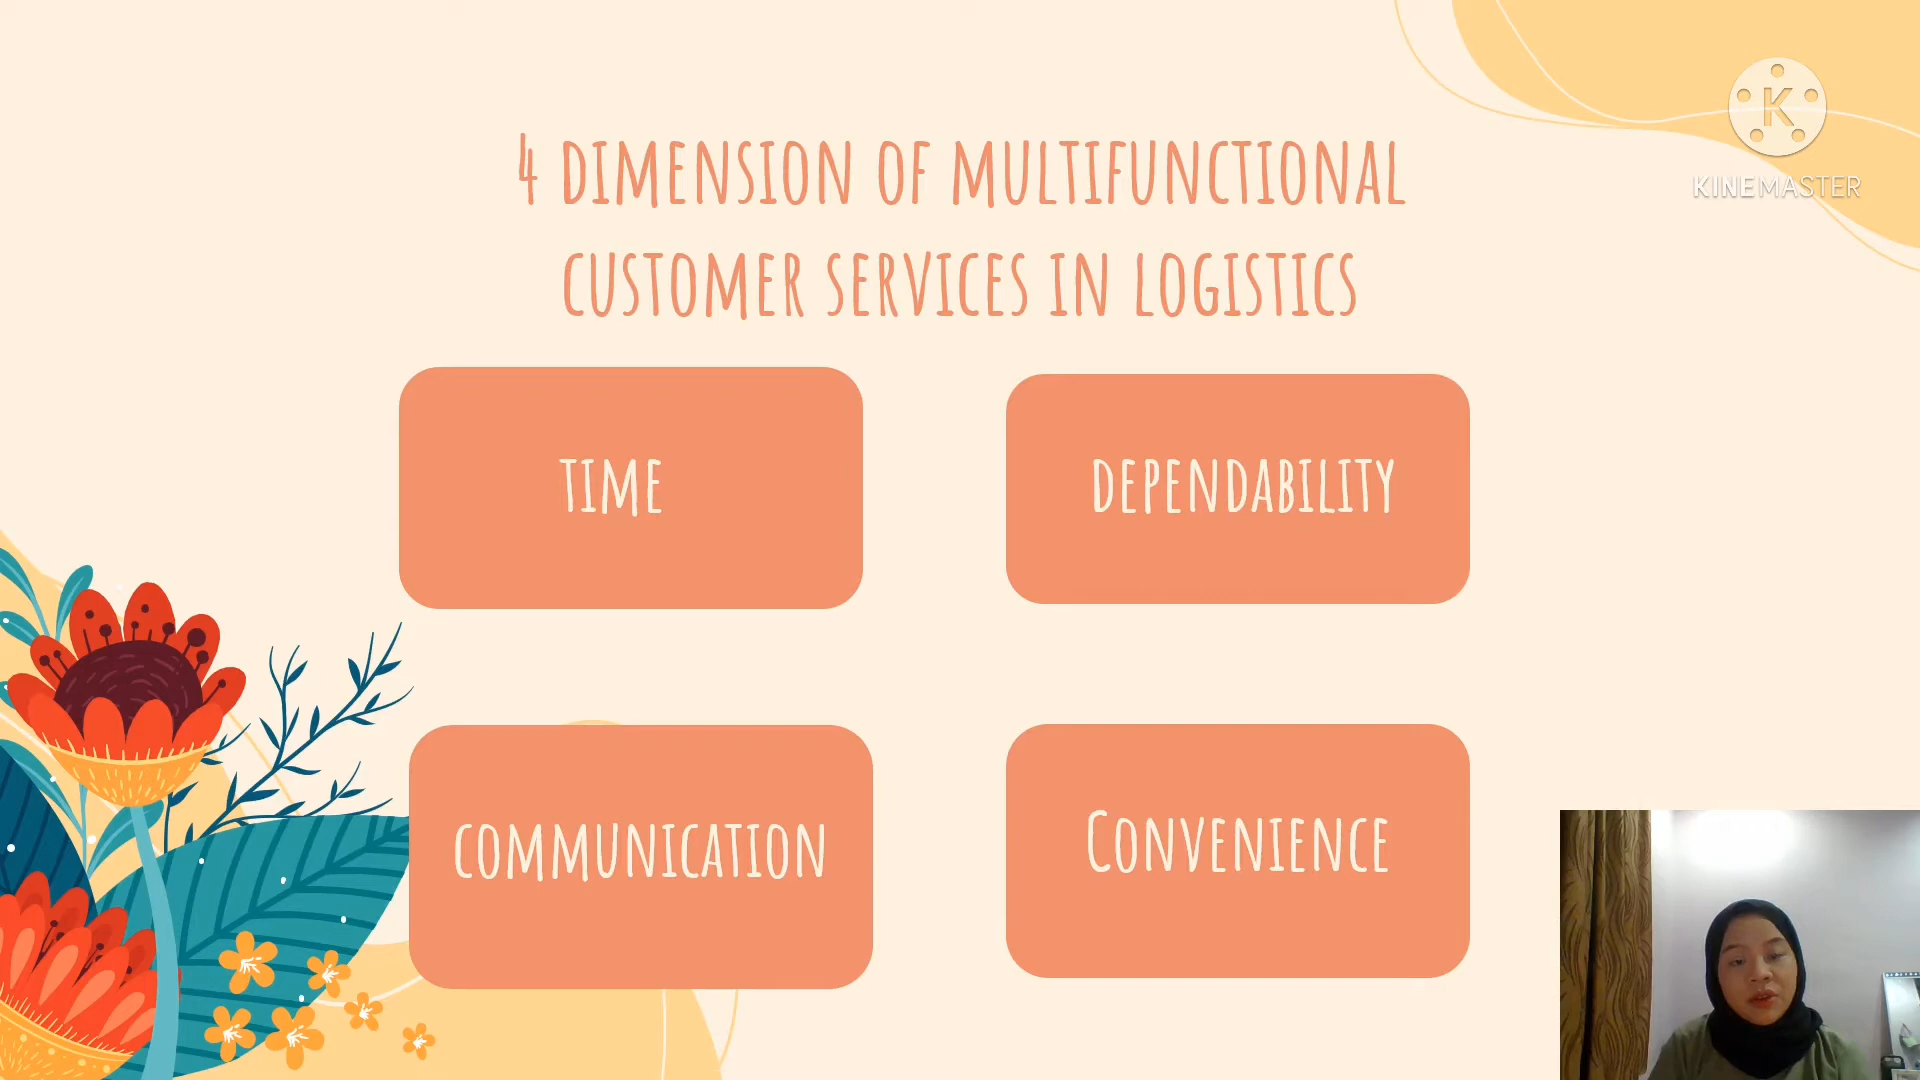 4 DIMENSION OF MULTIFUNCTIONAL
CUSTOMER SERVICES IN LOGISTICS
TIME
DEPENDABILITY
COMMUNICATION
CONVENIENCE
K
KINEMASTER